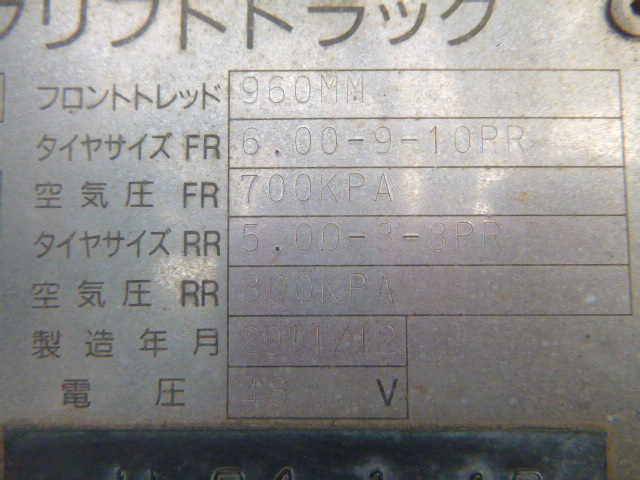 フトトラック
フロントトレッド 960MM
タイヤサイズ FR 6.00-9-10PR
空気圧 FR 700KPA
タイヤサイズ RR 5.00-8-8PR
空気圧 RR 800KPA
製造年月 2011/12
電圧 48 V